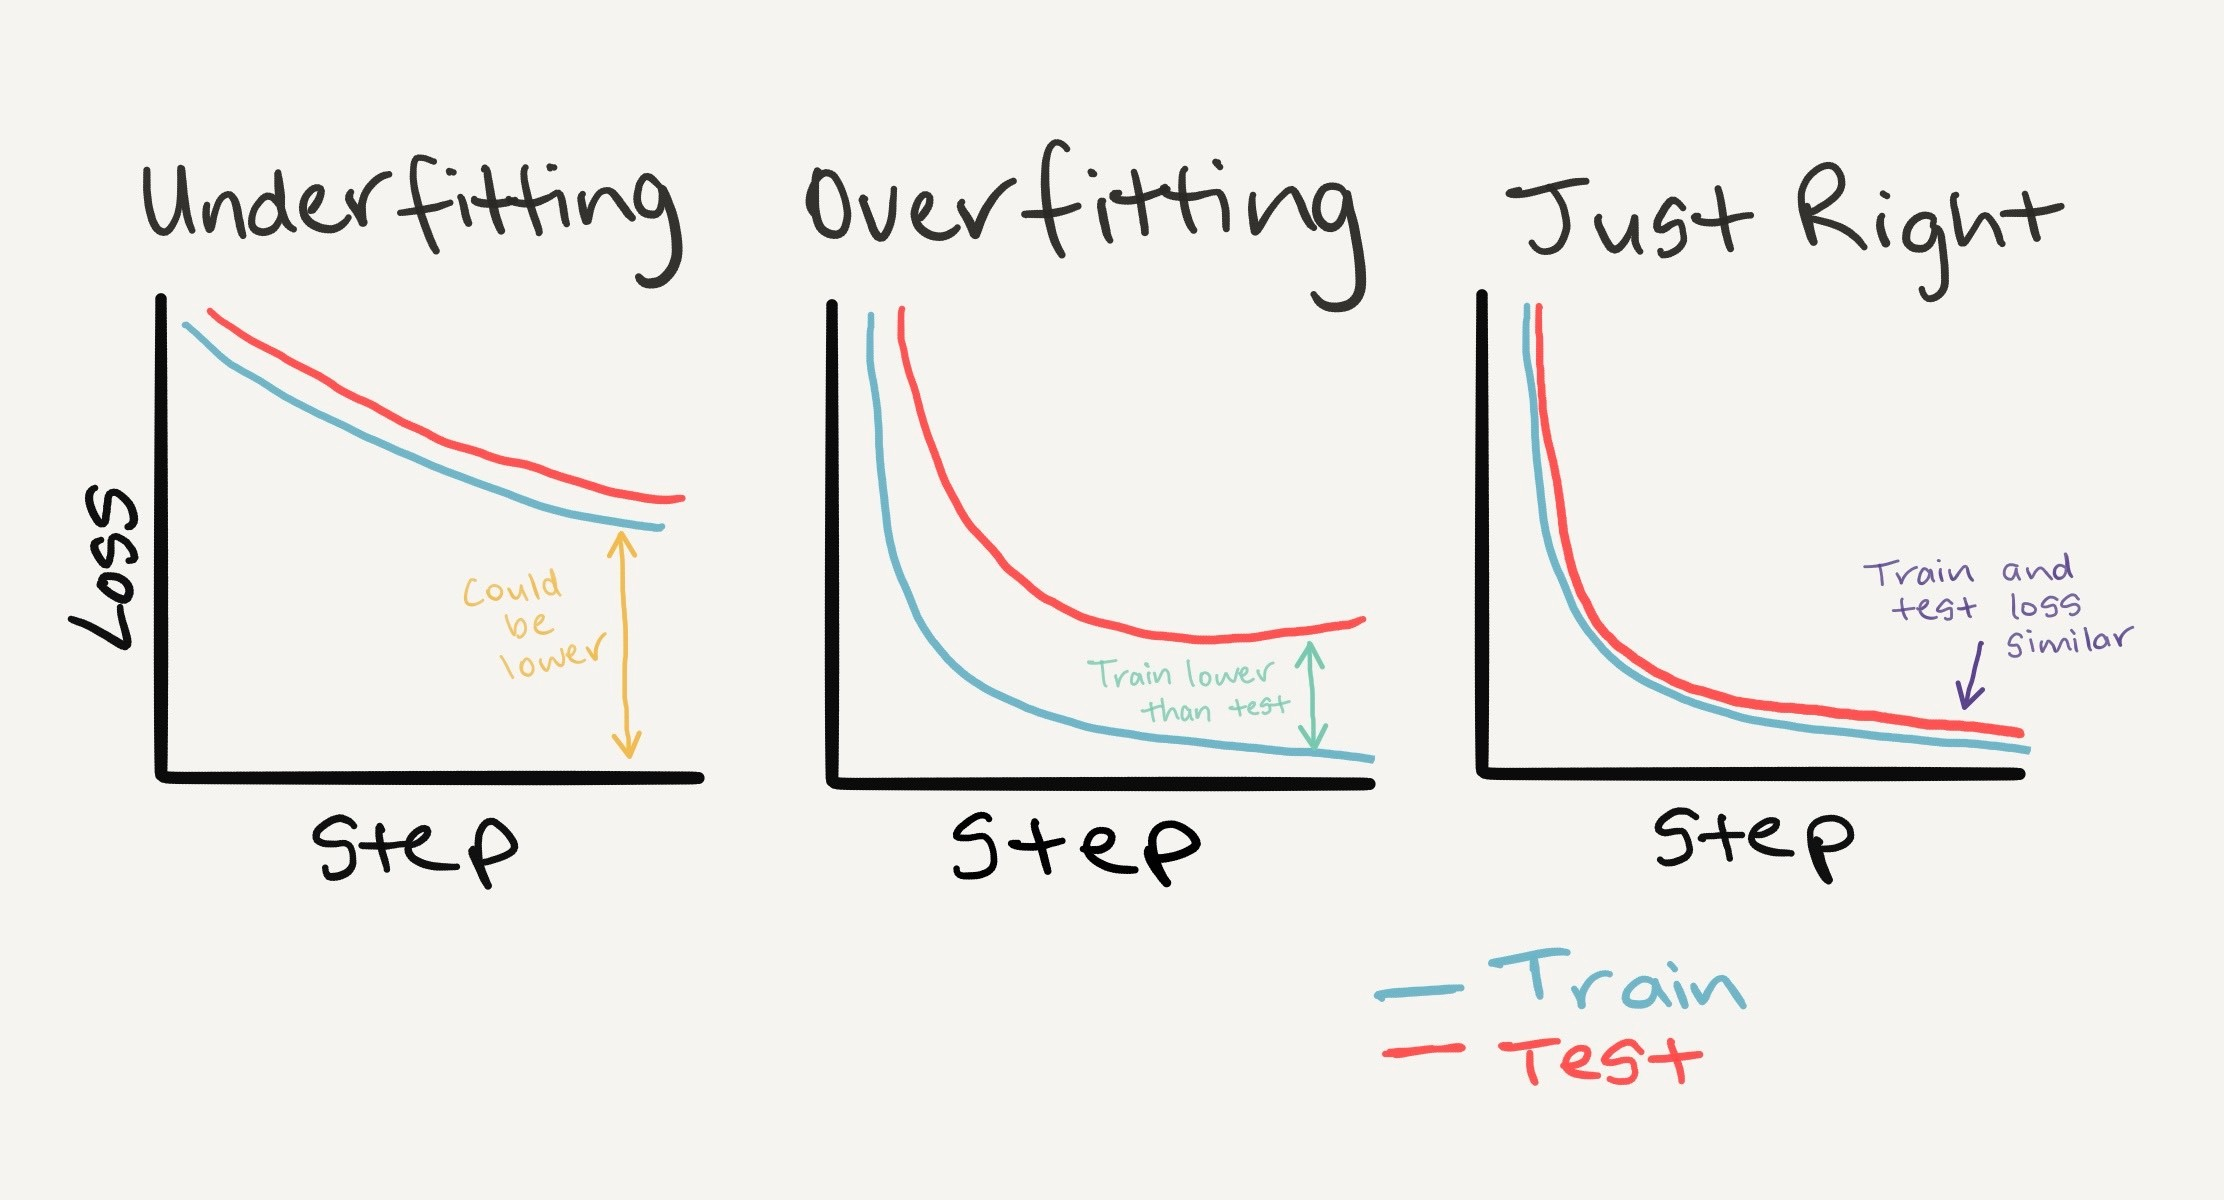 Underfitting
Overfitting
Just Right
Loss
Could
be
lower
Train lower
than test
Train and
test loss
similar
Step
Step
Step
Train
Test